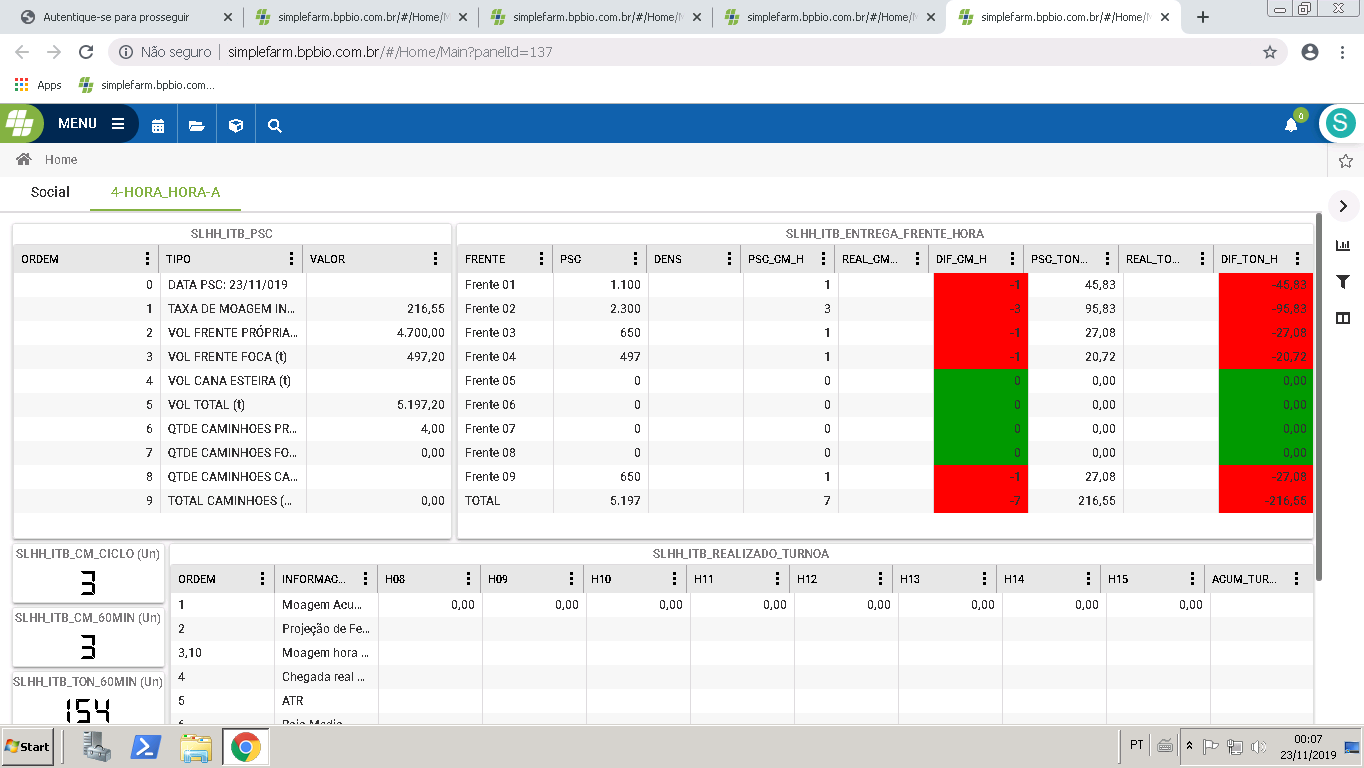 Autentique-se para prosseguir
simplefarm.bpbio.com.br/#/Home/M
simplefarm.bpbio.com.br/#/Home/M
simplefarm.bpbio.com.br/#/Home/M
simplefarm.bpbio.com.br/#/Home/M
Não seguro | simplefarm.bpbio.com.br/#/Home/Main?panelId=137
Apps simplefarm.bpbio.com...
MENU 0 S
Home
Social 4-HORA_HORA-A
SLHH_ITB_PSC
ORDEM TIPO VALOR
0 DATA PSC: 23/11/019
1 TAXA DE MOAGEM IN... 216,55
2 VOL FRENTE PRÓPRIA... 4.700,00
3 VOL FRENTE FOCA (t) 497,20
4 VOL CANA ESTEIRA (t)
5 VOL TOTAL (t) 5.197,20
6 QTDE CAMINHOES PR... 4,00
7 QTDE CAMINHOES FO... 0,00
8 QTDE CAMINHOES CA...
9 TOTAL CAMINHOES (... 0,00
SLHH_ITB_ENTREGA_FRENTE_HORA
FRENTE PSC DENS PSC_CM_H REAL_CM... DIF_CM_H PSC_TON... REAL_TO... DIF_TON_H
Frente 01 1.100 1 -1 45,83 -45,83
Frente 02 2.300 3 -3 95,83 -95,83
Frente 03 650 1 -1 27,08 -27,08
Frente 04 497 1 -1 20,72 -20,72
Frente 05 0 0 0 0,00 0,00
Frente 06 0 0 0 0,00 0,00
Frente 07 0 0 0 0,00 0,00
Frente 08 0 0 0 0,00 0,00
Frente 09 650 1 -1 27,08 -27,08
TOTAL 5.197 7 -7 216,55 -216,55
SLHH_ITB_CM_CICLO (Un)
3
SLHH_ITB_CM_60MIN (Un)
3
SLHH_ITB_TON_60MIN (Un)
154
SLHH_ITB_REALIZADO_TURNOA
ORDEM INFORMAC... H08 H09 H10 H11 H12 H13 H14 H15 ACUM_TUR...
1 Moagem Acu... 0,00 0,00 0,00 0,00 0,00 0,00 0,00 0,00
2 Projeção de Fe...
3,10 Moagem hora ...
4 Chegada real ...
5 ATR
6 Raio Medio
Start PT 00:07
23/11/2019